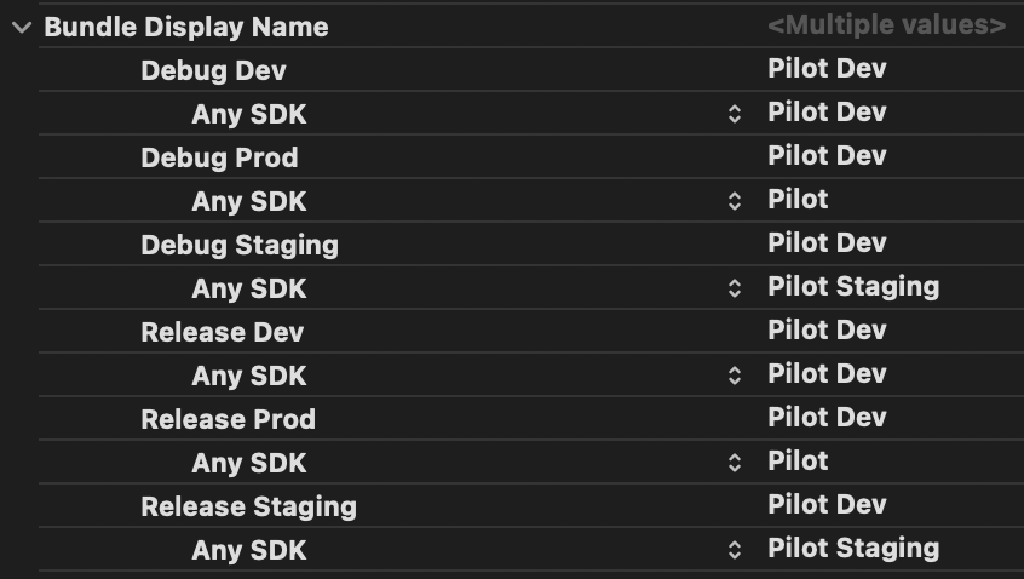 Bundle Display Name <Multiple values>
Debug Dev Pilot Dev
Any SDK Pilot Dev
Debug Prod Pilot Dev
Any SDK Pilot
Debug Staging Pilot Dev
Any SDK Pilot Staging
Release Dev Pilot Dev
Any SDK Pilot Dev
Release Prod Pilot Dev
Any SDK Pilot
Release Staging Pilot Dev
Any SDK Pilot Staging